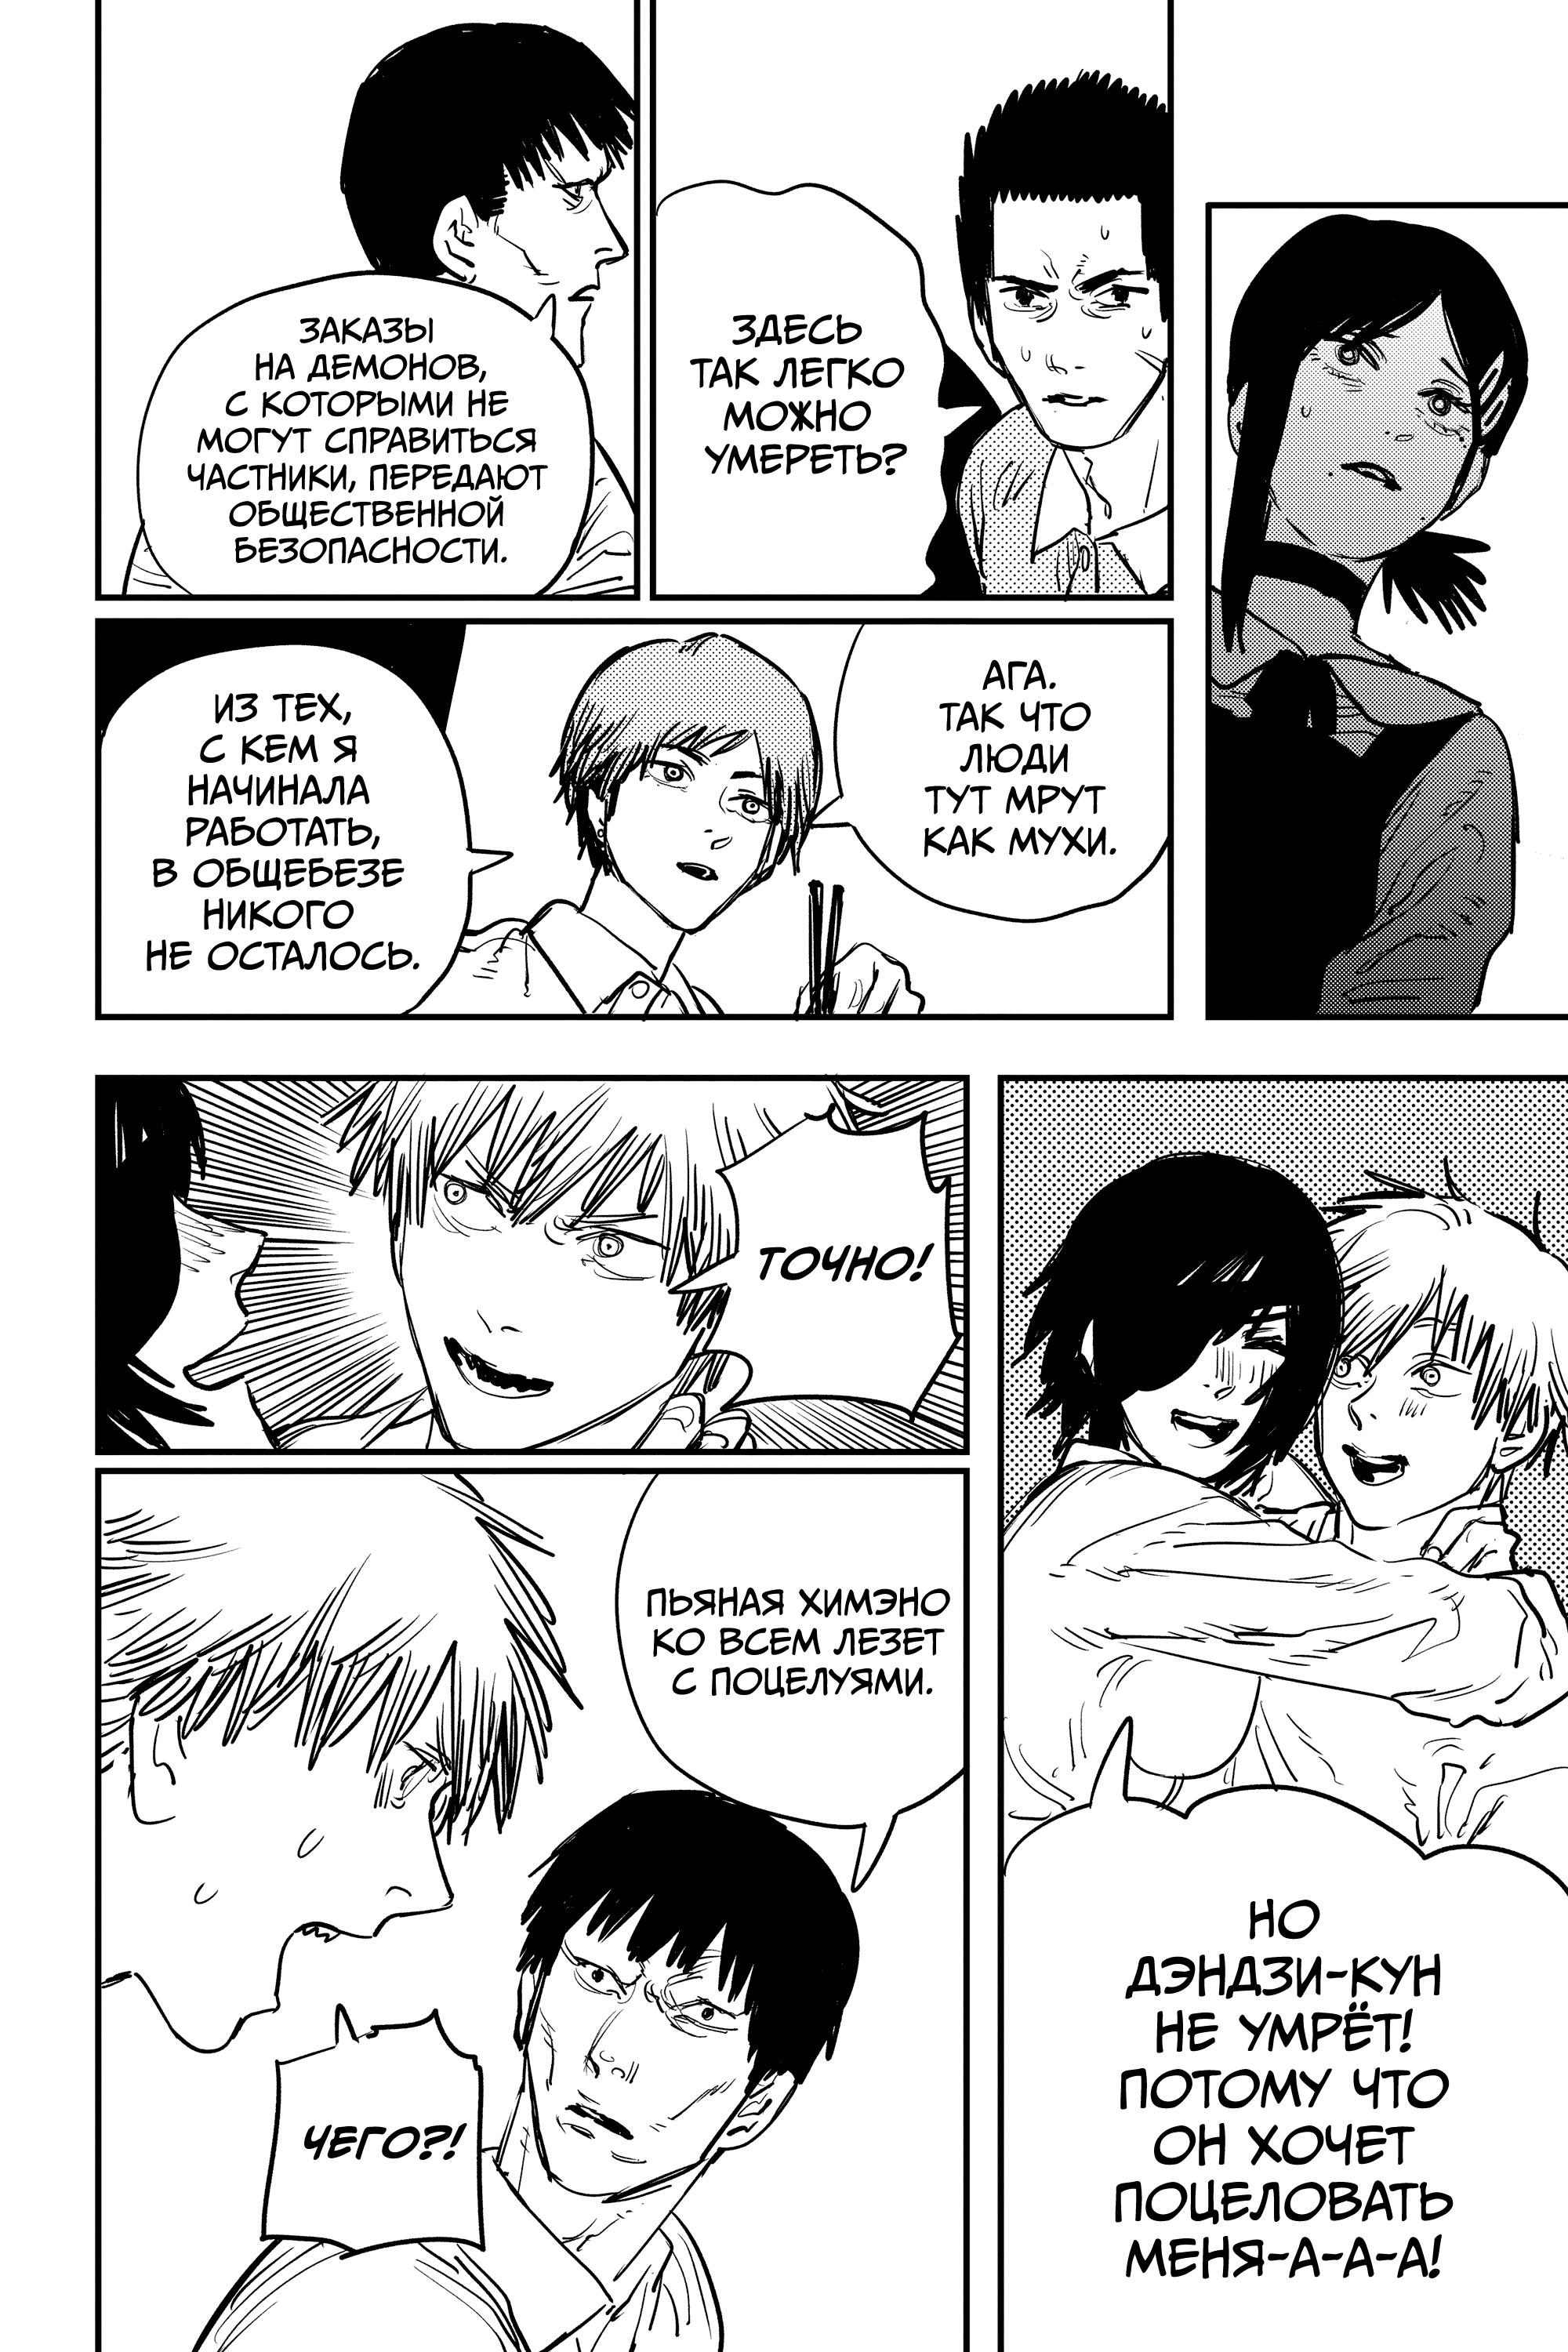 ЗДЕСЬ
ТАК ЛЕГКО
МОЖНО
УМЕРЕТЬ?
ЗАКАЗЫ
НА ДЕМОНОВ,
С КОТОРЫМИ НЕ
МОГУТ СПРАВИТЬСЯ
ЧАСТНИКИ, ПЕРЕДАЮТ
ОБЩЕСТВЕННОЙ
БЕЗОПАСНОСТИ.
АГА.
ТАК ЧТО
ЛЮДИ
ТУТ МРУТ
КАК МУХИ.
ИЗ ТЕХ,
С КЕМ Я
НАЧИНАЛА
РАБОТАТЬ,
В ОБЩЕБЕЗЕ
НИКОГО
НЕ ОСТАЛОСЬ.
НО
ДЭНДЗИ-КУН
НЕ УМРЁТ!
ПОТОМУ ЧТО
ОН ХОЧЕТ
ПОЦЕЛОВАТЬ
МЕНЯ-А-А-А!
ТОЧНО!
ПЬЯНАЯ ХИМЭНО
КО ВСЕМ ЛЕЗЕТ
С ПОЦЕЛУЯМИ.
ЧЕГО?!